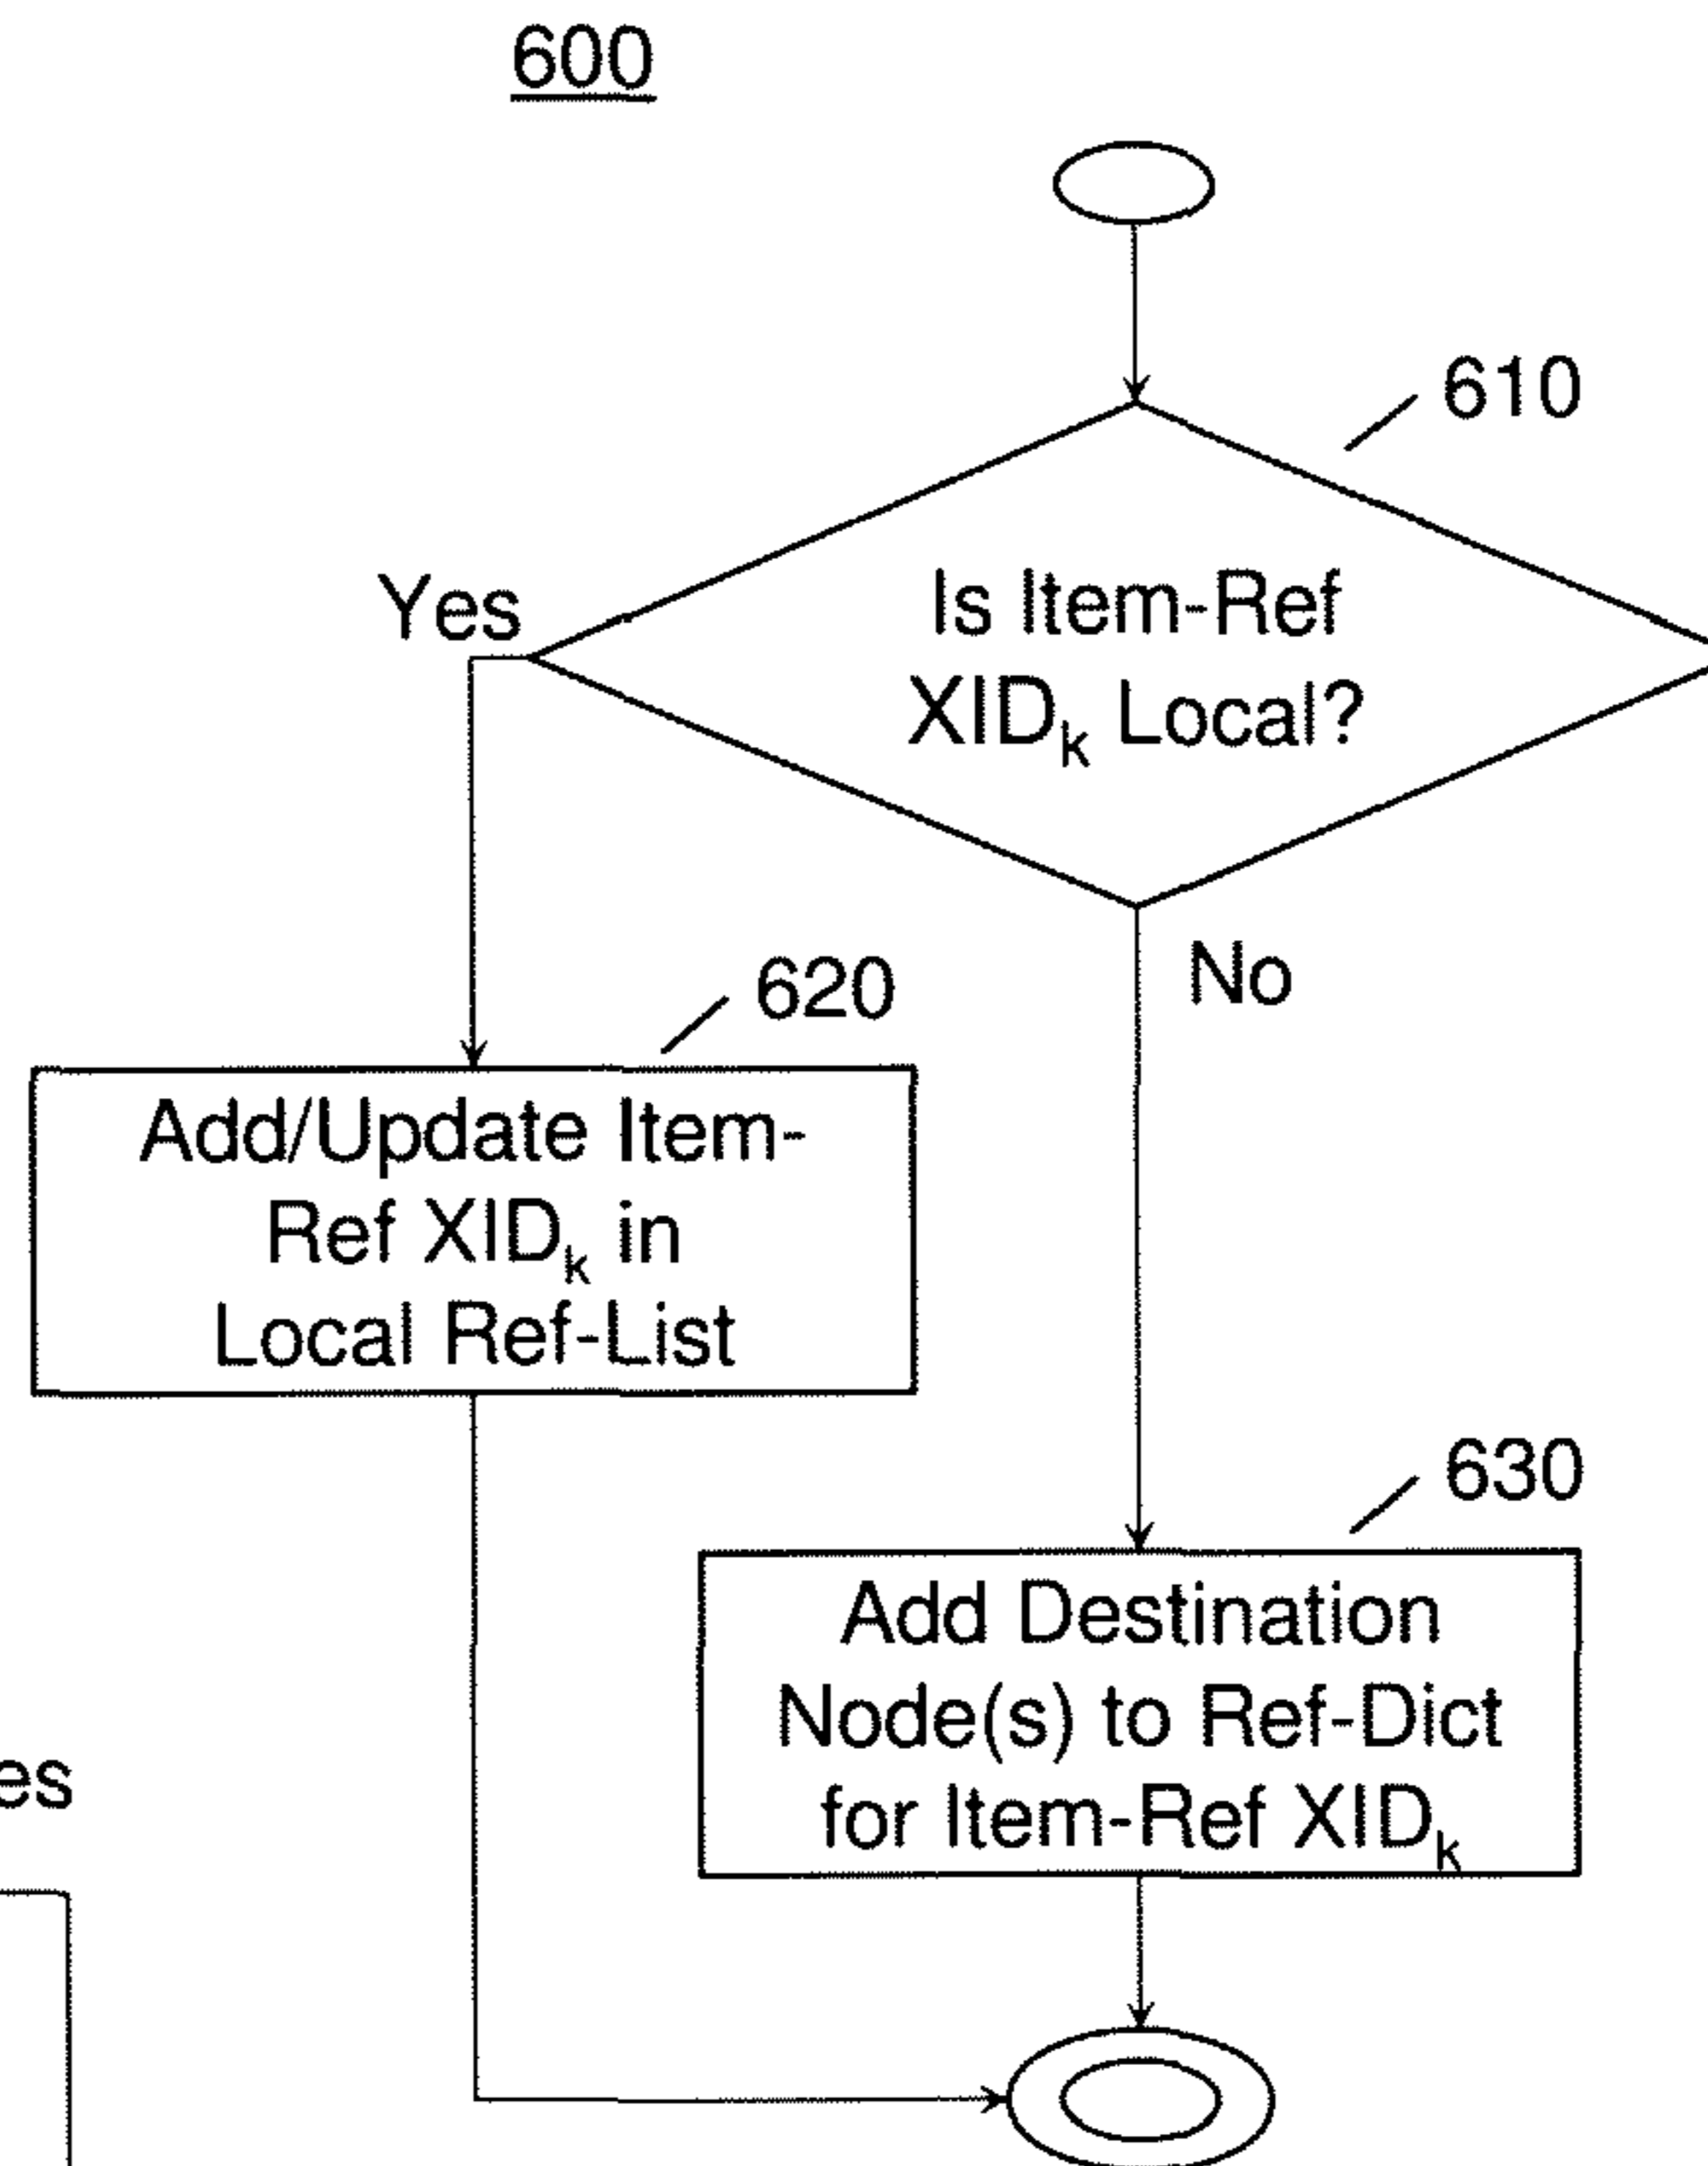 600
610
Is Item-Ref
XIDk Local?
Yes
No
620
Add/Update Item-
Ref XIDk in
Local Ref-List
630
Add Destination
Node(s) to Ref-Dict
for Item-Ref XIDk